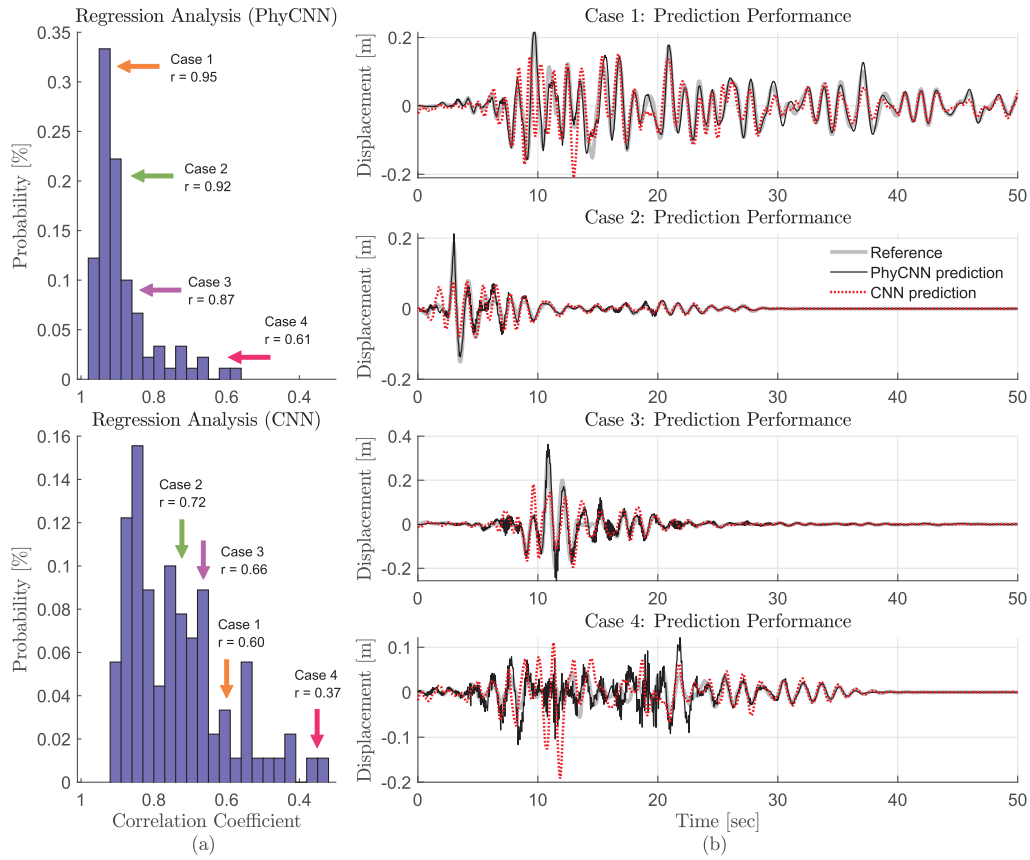 Regression Analysis (PhyCNN)
Probability [%]
0.35
0.3
0.25
0.2
0.15
0.1
0.05
0
1
0.8
0.6
0.4
Case 1
r = 0.95
Case 2
r = 0.92
Case 3
r = 0.87
Case 4
r = 0.61
Regression Analysis (CNN)
Probability [%]
0.16
0.14
0.12
0.1
0.08
0.06
0.04
0.02
0
1
0.8
0.6
0.4
Case 2
r = 0.72
Case 3
r = 0.66
Case 1
r = 0.60
Case 4
r = 0.37
Correlation Coefficient
(a)
Case 1: Prediction Performance
Displacement [m]
0.2
0
-0.2
0
10
20
30
40
50
Case 2: Prediction Performance
Displacement [m]
0.2
0
-0.2
0
10
20
30
40
50
Reference
PhyCNN prediction
CNN prediction
Case 3: Prediction Performance
Displacement [m]
0.4
0.2
0
-0.2
0
10
20
30
40
50
Case 4: Prediction Performance
Displacement [m]
0.1
0
-0.1
-0.2
0
10
20
30
40
50
Time [sec]
(b)